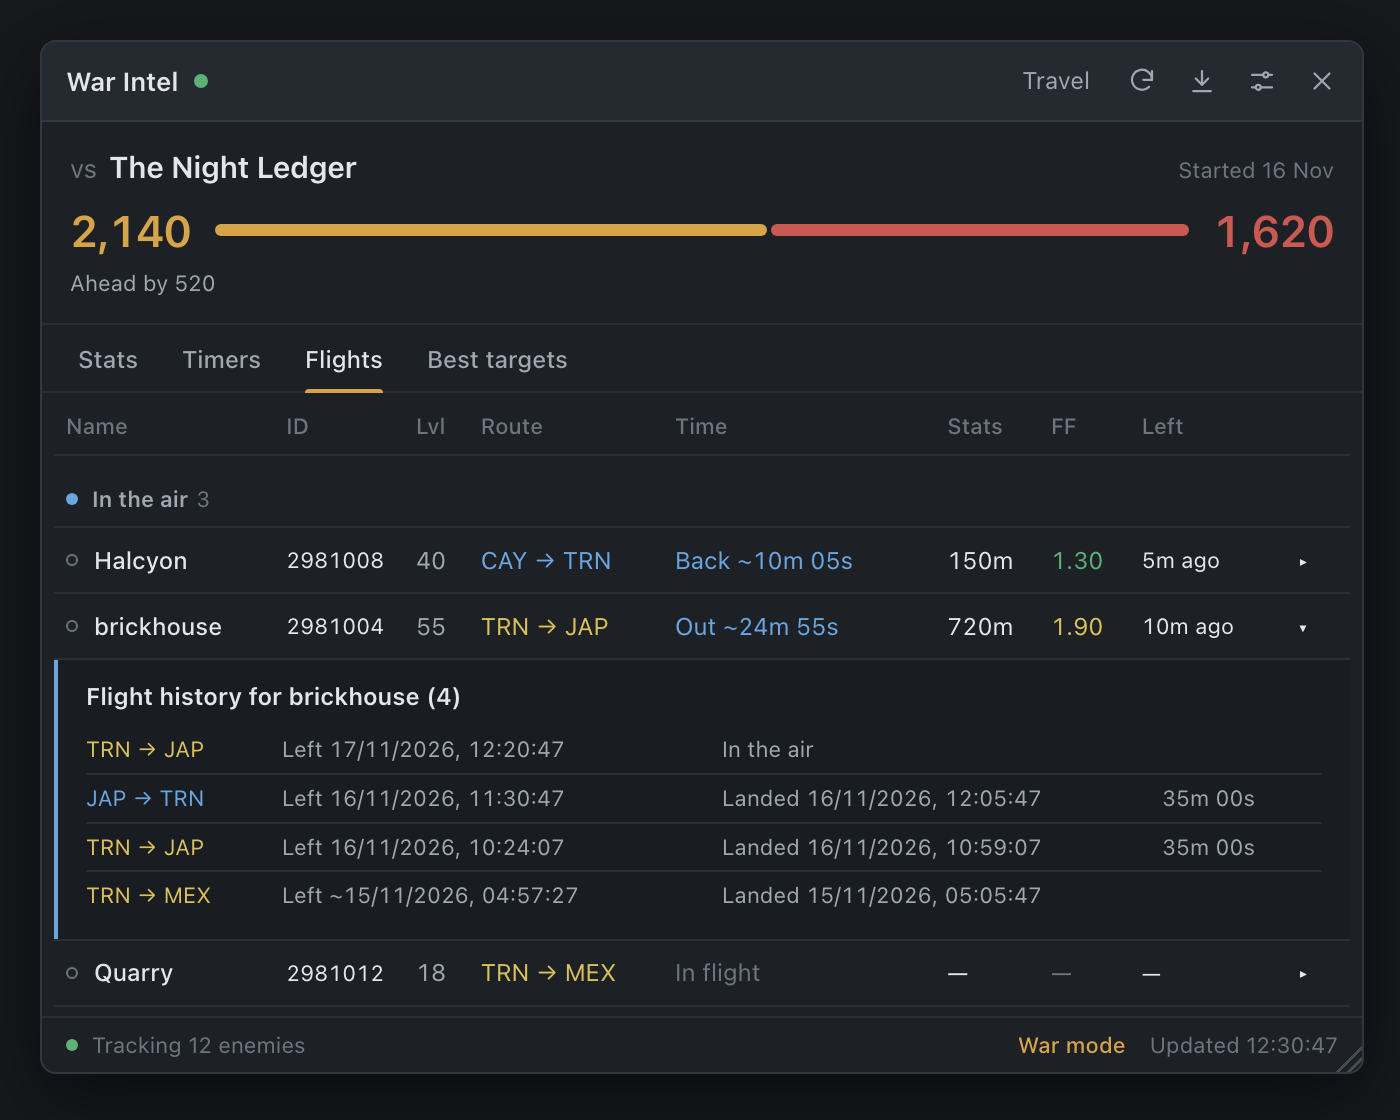 War Intel Travel
vs The Night Ledger Started 16 Nov
2,140 1,620
Ahead by 520
Stats Timers Flights Best targets
Name ID Lvl Route Time Stats FF Left
In the air 3
Halcyon 2981008 40 CAY → TRN Back ~10m 05s 150m 1.30 5m ago ▸
brickhouse 2981004 55 TRN → JAP Out ~24m 55s 720m 1.90 10m ago ▾
Flight history for brickhouse (4)
TRN → JAP Left 17/11/2026, 12:20:47 In the air
JAP → TRN Left 16/11/2026, 11:30:47 Landed 16/11/2026, 12:05:47 35m 00s
TRN → JAP Left 16/11/2026, 10:24:07 Landed 16/11/2026, 10:59:07 35m 00s
TRN → MEX Left ~15/11/2026, 04:57:27 Landed 15/11/2026, 05:05:47
Quarry 2981012 18 TRN → MEX In flight — — — ▸
Tracking 12 enemies War mode Updated 12:30:47